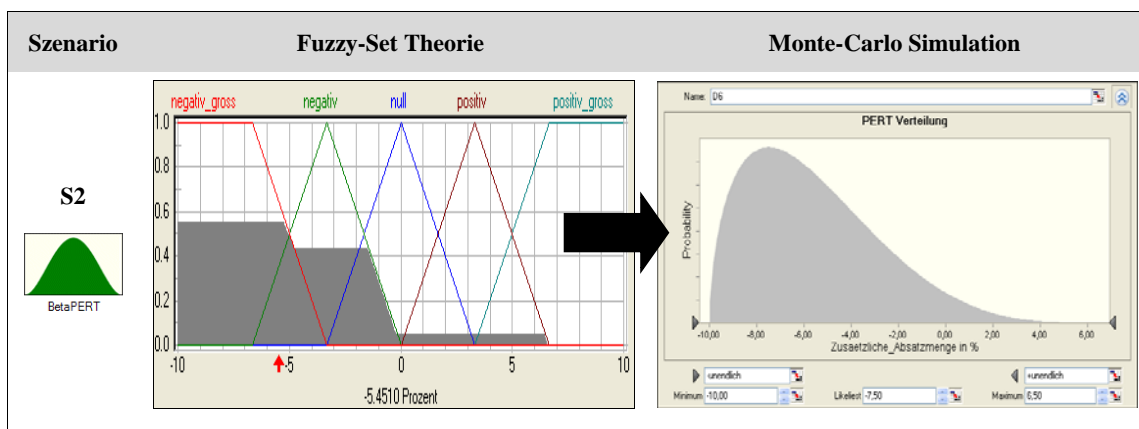 Szenario Fuzzy-Set Theorie Monte-Carlo Simulation
S2
BetaPERT
negativ_gross negativ null positiv positiv_gross
1.0
0.8
0.6
0.4
0.2
0.0
-10 -5 0 5 10
-5.4510 Prozent
Name: D6
PERT Verteilung
Probability
-10,00 -8,00 -6,00 -4,00 -2,00 0,00 2,00 4,00 6,00
Zusaetzliche_Absatzmenge in %
-unendlich +unendlich
Minimum -10,00 Likeliest -7,50 Maximum 6,50